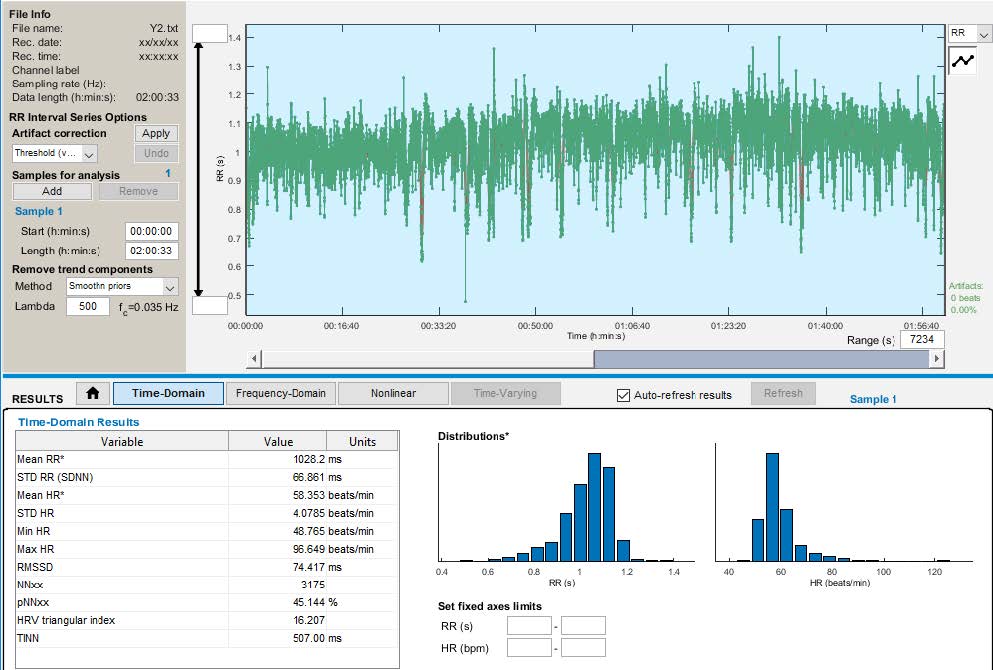 File Info
File name: Y2.txt
Rec. date: xx/xx/xx
Rec. time: xx:xx:xx
Channel label
Sampling rate (Hz):
Data length (h:min:s): 02:00:33
RR Interval Series Options
Artifact correction Apply
Threshold (v... Undo
Samples for analysis 1
Add Remove
Sample 1
Start (h:min:s) 00:00:00
Length (h:min:s) 02:00:33
Remove trend components
Method Smoothn priors
Lambda 500 fc=0.035 Hz
RR
RR (s)
1.4
1.3
1.2
1.1
1
0.9
0.8
0.7
0.6
0.5
00:00:00 00:16:40 00:33:20 00:50:00 01:06:40 01:23:20 01:40:00 01:56:40
Time (h:min:s)
Artifacts:
0 beats
0.00%
Range (s) 7234
RESULTS Time-Domain Frequency-Domain Nonlinear Time-Varying Auto-refresh results Refresh Sample 1
Time-Domain Results
Variable Value Units
Mean RR* 1028.2 ms
STD RR (SDNN) 66.861 ms
Mean HR* 58.353 beats/min
STD HR 4.0785 beats/min
Min HR 48.765 beats/min
Max HR 96.649 beats/min
RMSSD 74.417 ms
NNxx 3175
pNNxx 45.144 %
HRV triangular index 16.207
TINN 507.00 ms
Distributions*
0.4 0.6 0.8 1 1.2 1.4
RR (s)
40 60 80 100 120
HR (beats/min)
Set fixed axes limits
RR (s) -
HR (bpm) -